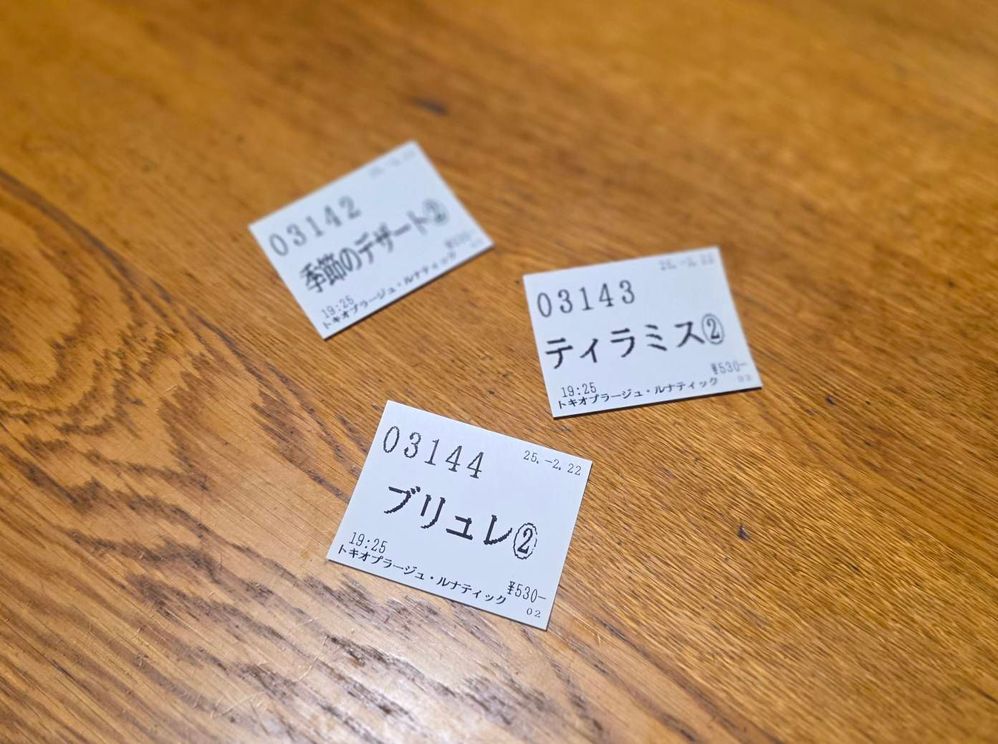 03142
季節のデザート②
19:25
トキオプラージュ・ルナティック
03143
ティラミス②
¥530-
19:25
トキオプラージュ・ルナティック
03144
25.-2.22
ブリュレ②
19:25
¥530-
トキオプラージュ・ルナティック
02